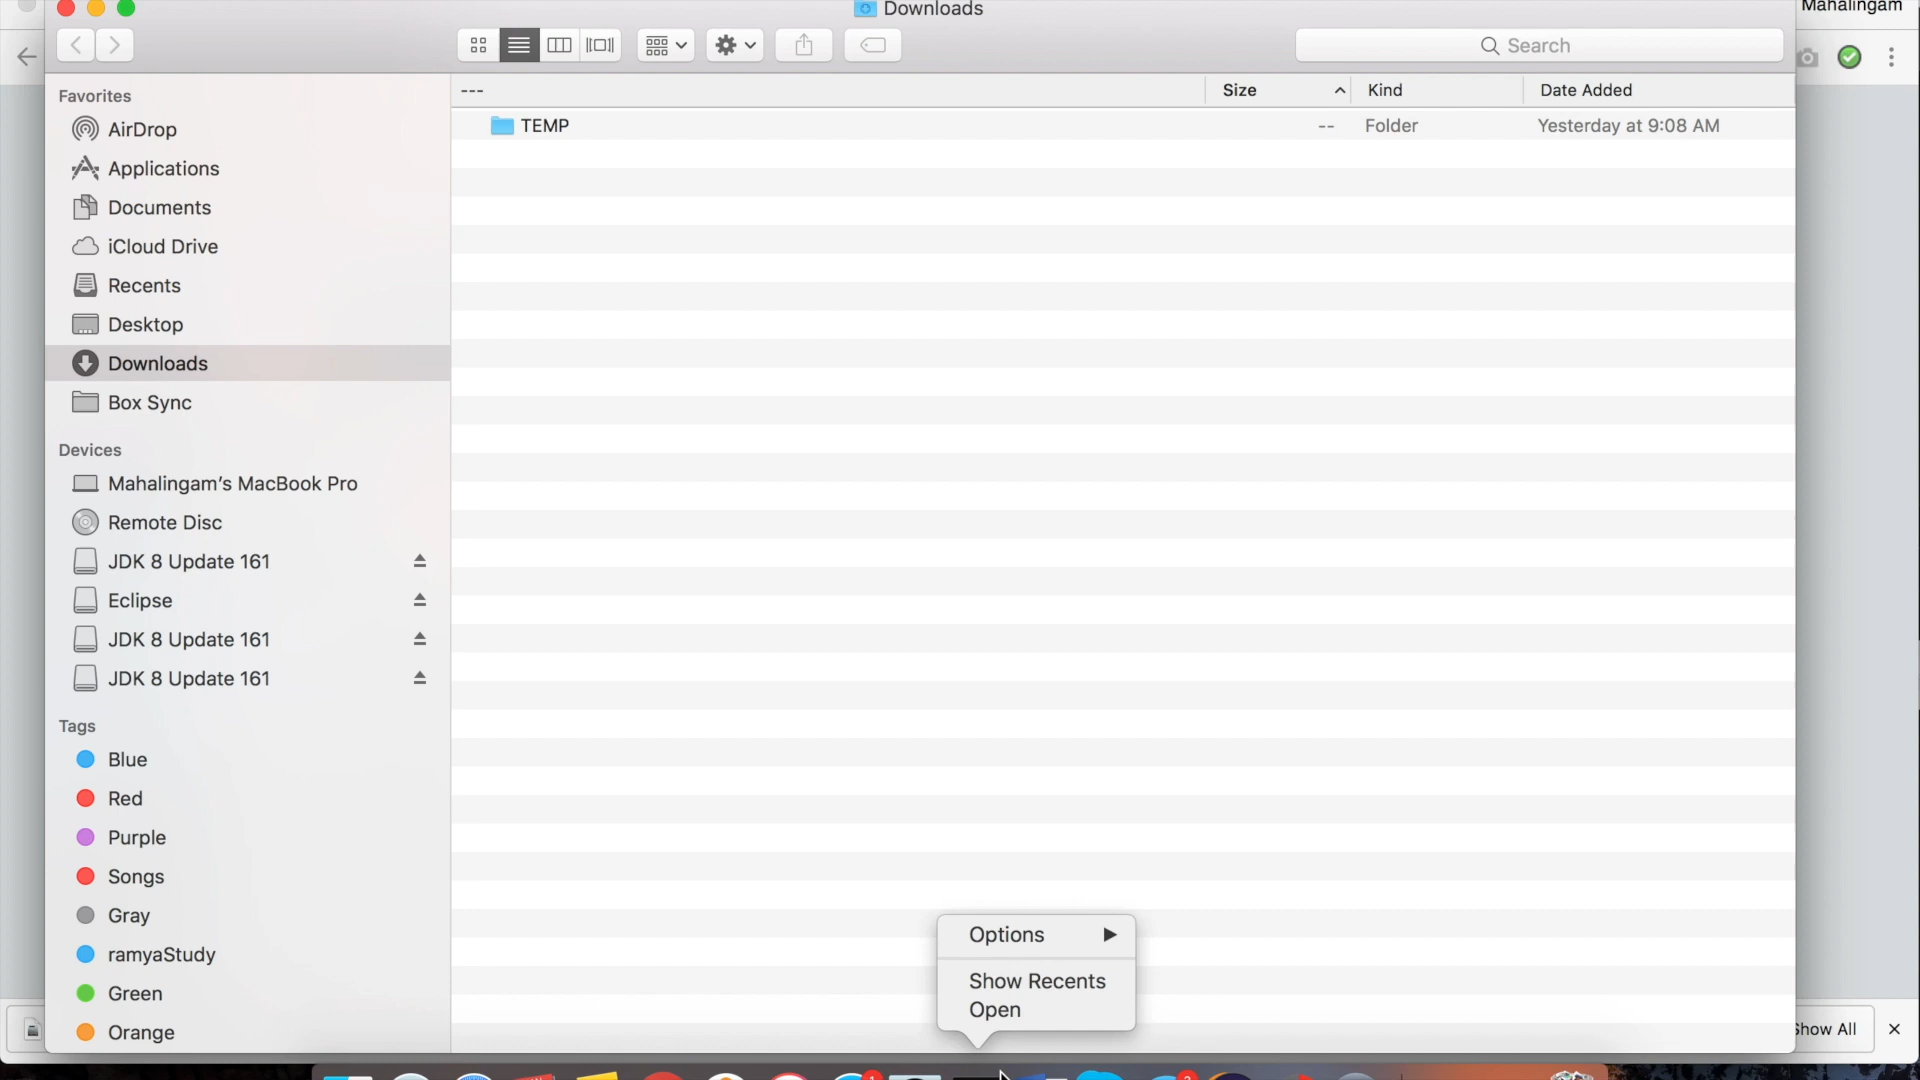 Mahalingam
Downloads
Search
Favorites
AirDrop
Applications
Documents
iCloud Drive
Recents
Desktop
Downloads
Box Sync
Devices
Mahalingam's MacBook Pro
Remote Disc
JDK 8 Update 161
Eclipse
JDK 8 Update 161
JDK 8 Update 161
Tags
Blue
Red
Purple
Songs
Gray
ramyaStudy
Green
Orange
--- Size Kind Date Added
TEMP -- Folder Yesterday at 9:08 AM
Options
Show Recents
Open
Show All
1
2